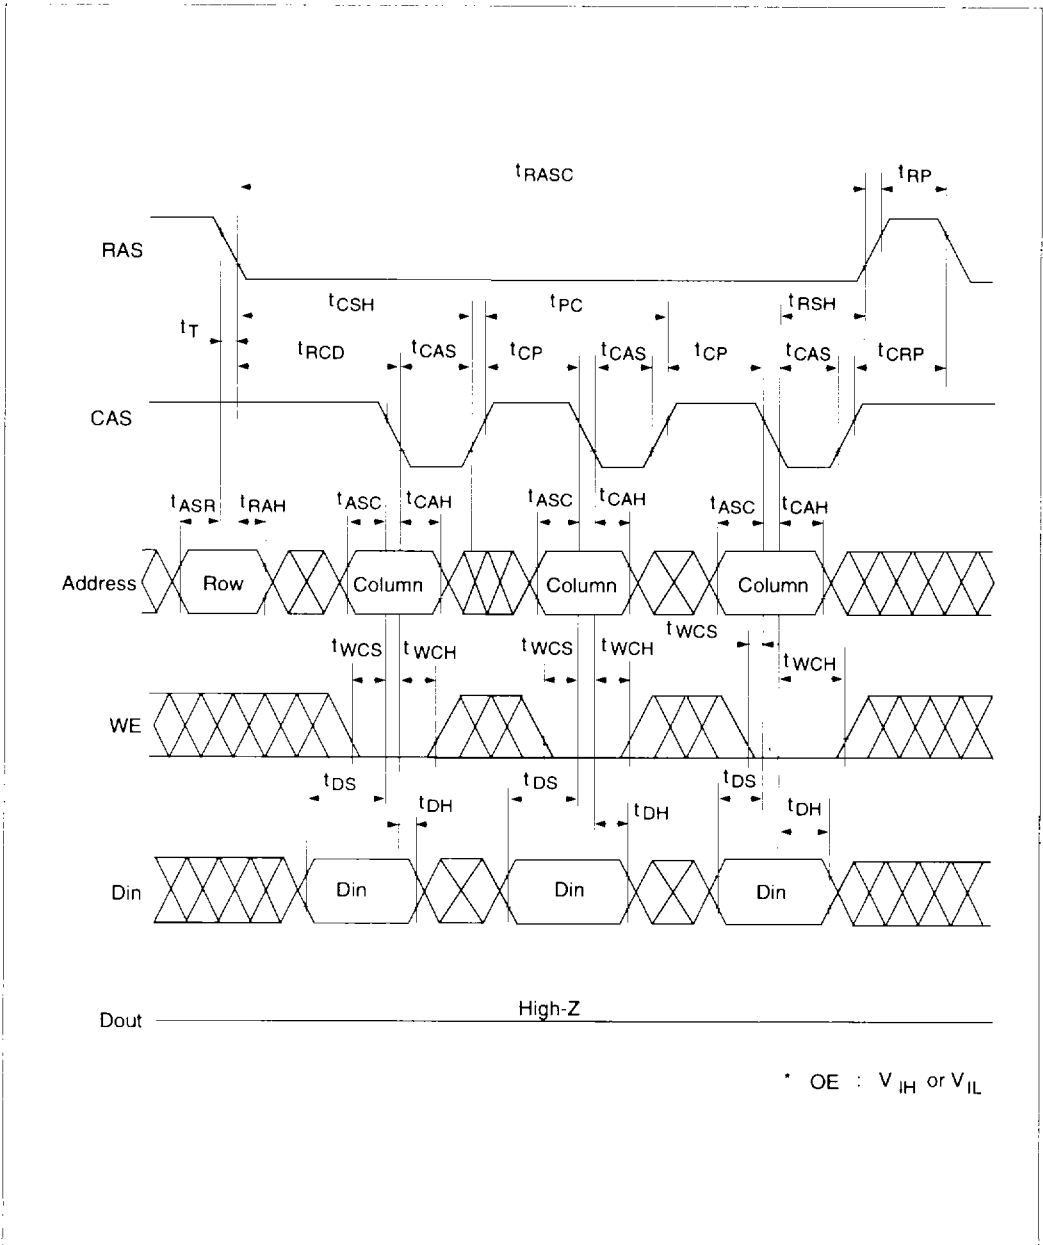 tRASC tRP
RAS
tCSH tPC tRSH
tT tRCD tCAS tCP tCAS tCP tCAS tCRP
CAS
tASR tRAH tASC tCAH tASC tCAH tASC tCAH
Address Row Column Column Column
tWCS
tWCS tWCH tWCS tWCH tWCH
WE
tDS tDS tDS
tDH tDH tDH
Din Din Din Din
High-Z
Dout
* OE : VIH or VIL